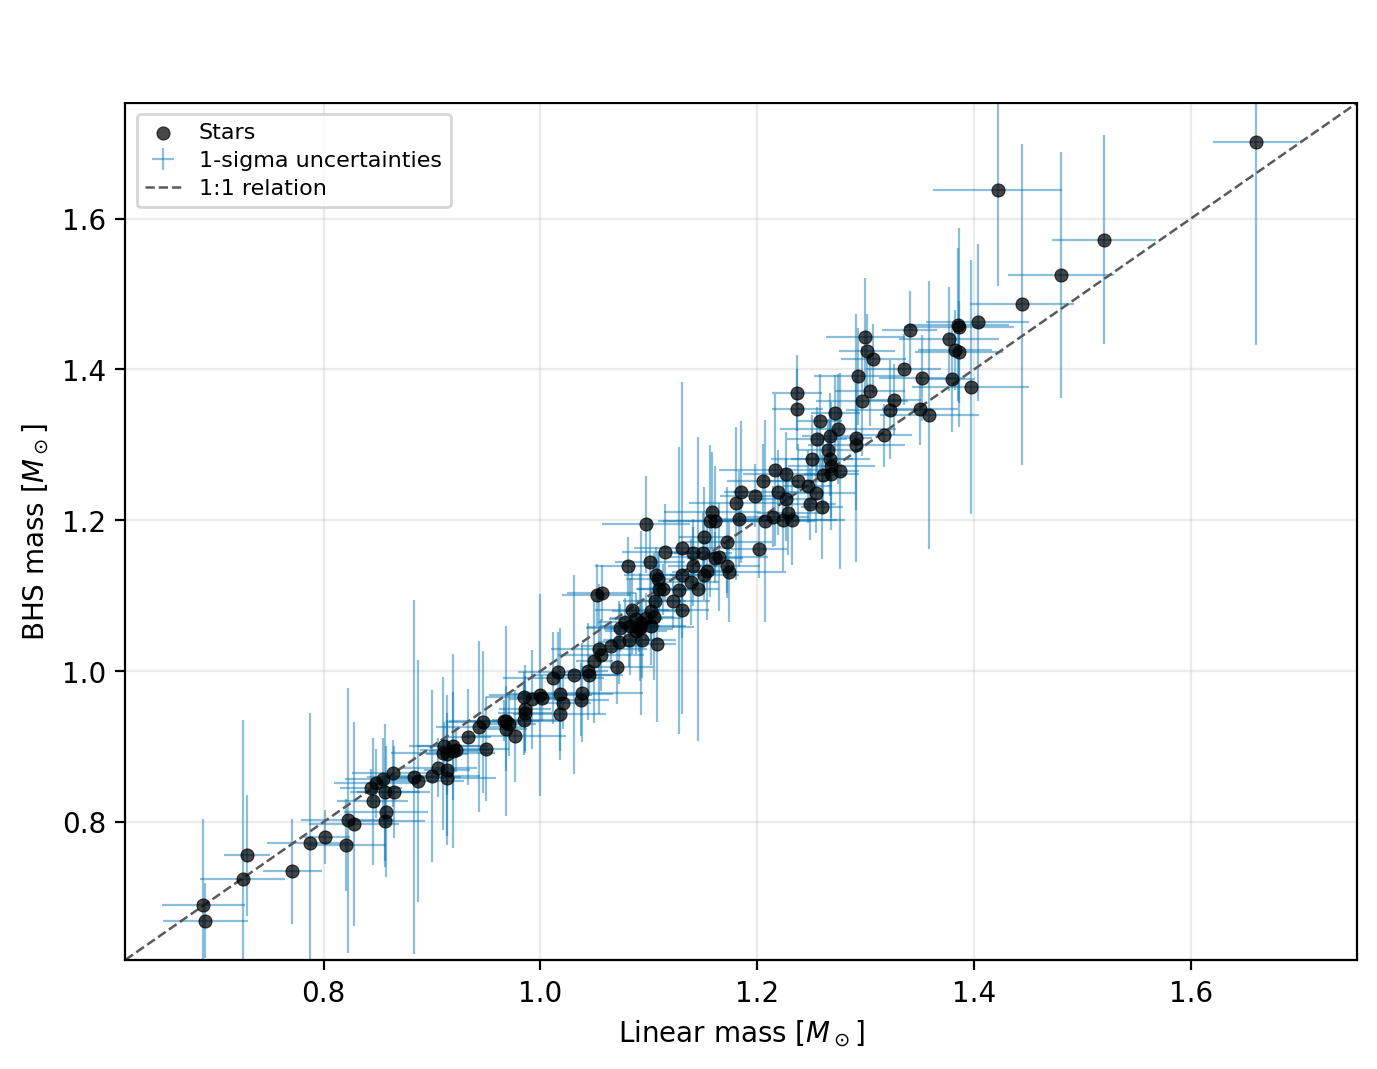 Stars
1-sigma uncertainties
1:1 relation
1.6
1.4
1.2
1.0
0.8
BHS mass [M⊙]
0.8 1.0 1.2 1.4 1.6
Linear mass [M⊙]